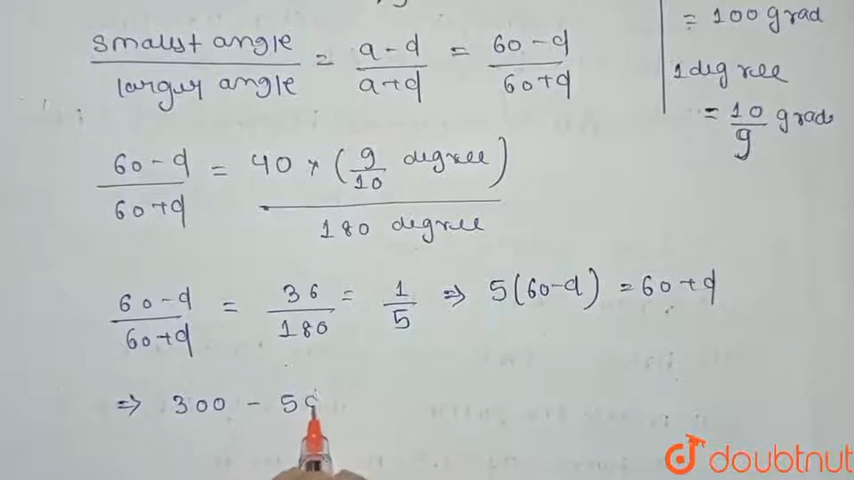 = 100 grad
smallest angle / larger angle = a-d / a+d = 60-d / 60+d
1 degree
= 10/9 grad
60-d / 60+d = 40 × (9/10 degree) / 180 degree
60-d / 60+d = 36/180 = 1/5 ⇒ 5(60-d) = 60+d
⇒ 300 - 5
doubtnut